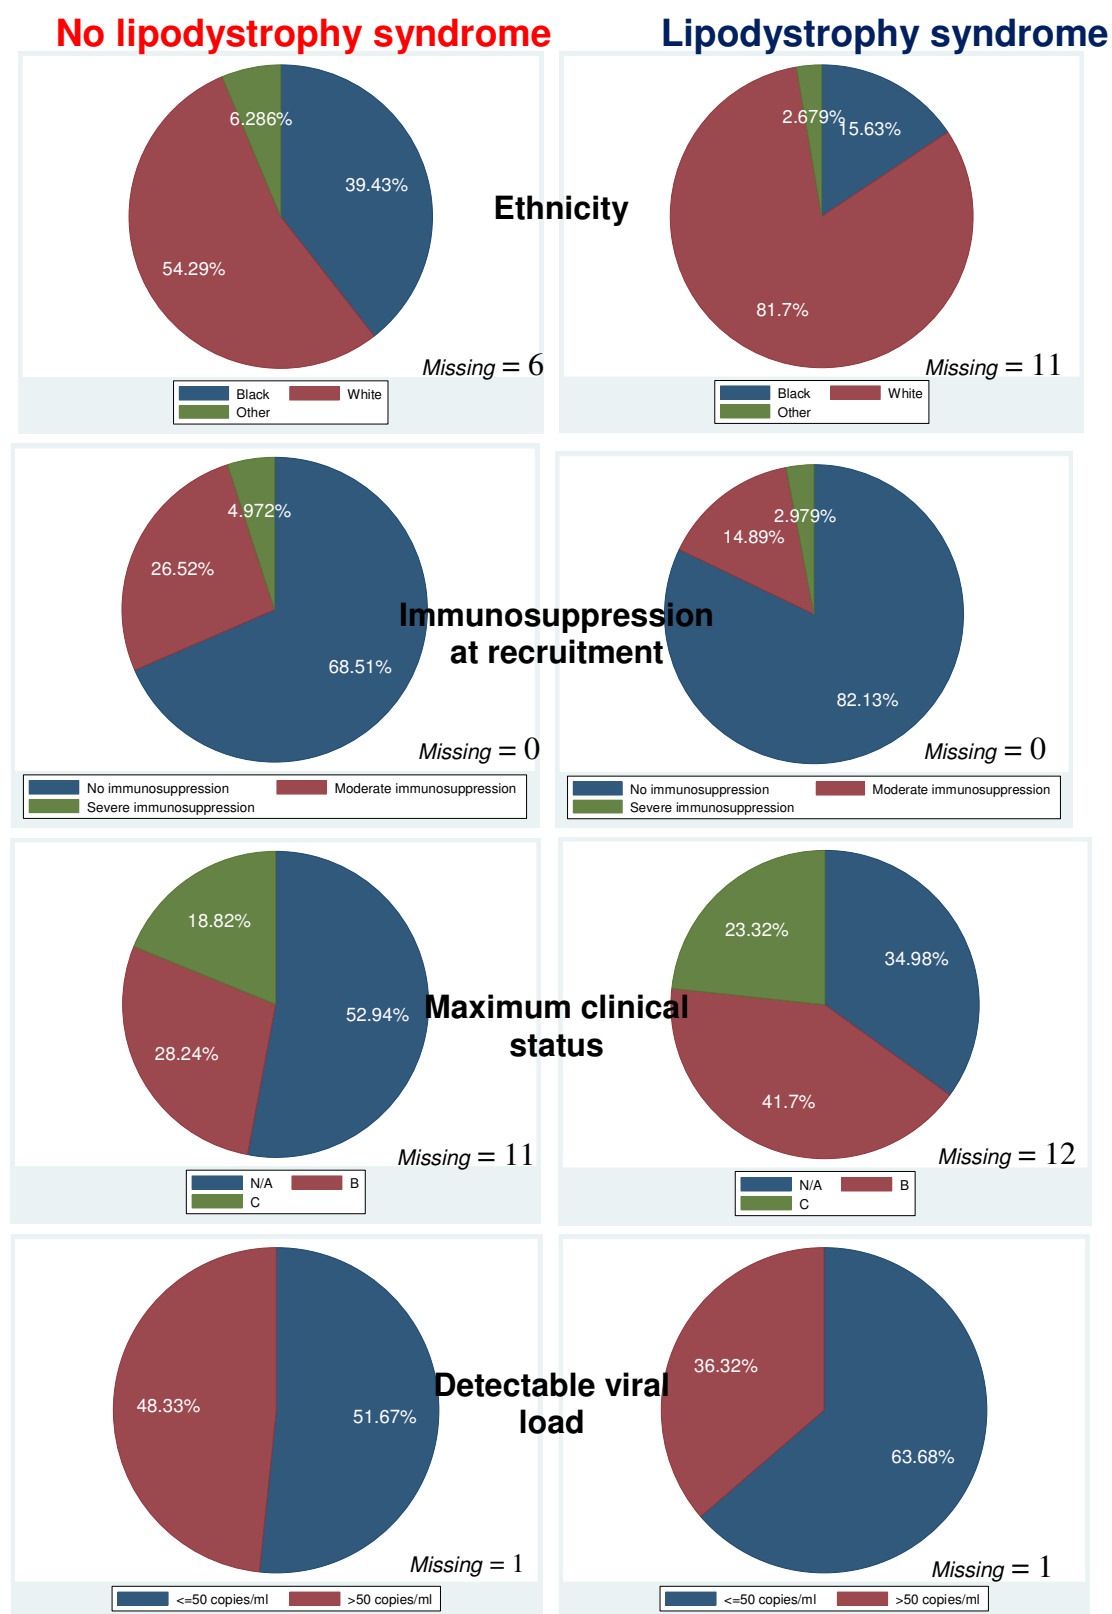 No lipodystrophy syndrome
Lipodystrophy syndrome
6.286%
39.43%
54.29%
2.679%
15.63%
81.7%
Ethnicity
Missing = 6
Missing = 11
Black White
Other
Black White
Other
4.972%
26.52%
68.51%
2.979%
14.89%
82.13%
Immunosuppression
at recruitment
Missing = 0
Missing = 0
No immunosuppression Moderate immunosuppression
Severe immunosuppression
No immunosuppression Moderate immunosuppression
Severe immunosuppression
18.82%
52.94%
28.24%
23.32%
34.98%
41.7%
Maximum clinical
status
Missing = 11
Missing = 12
N/A B
C
N/A B
C
48.33%
51.67%
36.32%
63.68%
Detectable viral
load
Missing = 1
Missing = 1
<=50 copies/ml >50 copies/ml
<=50 copies/ml >50 copies/ml